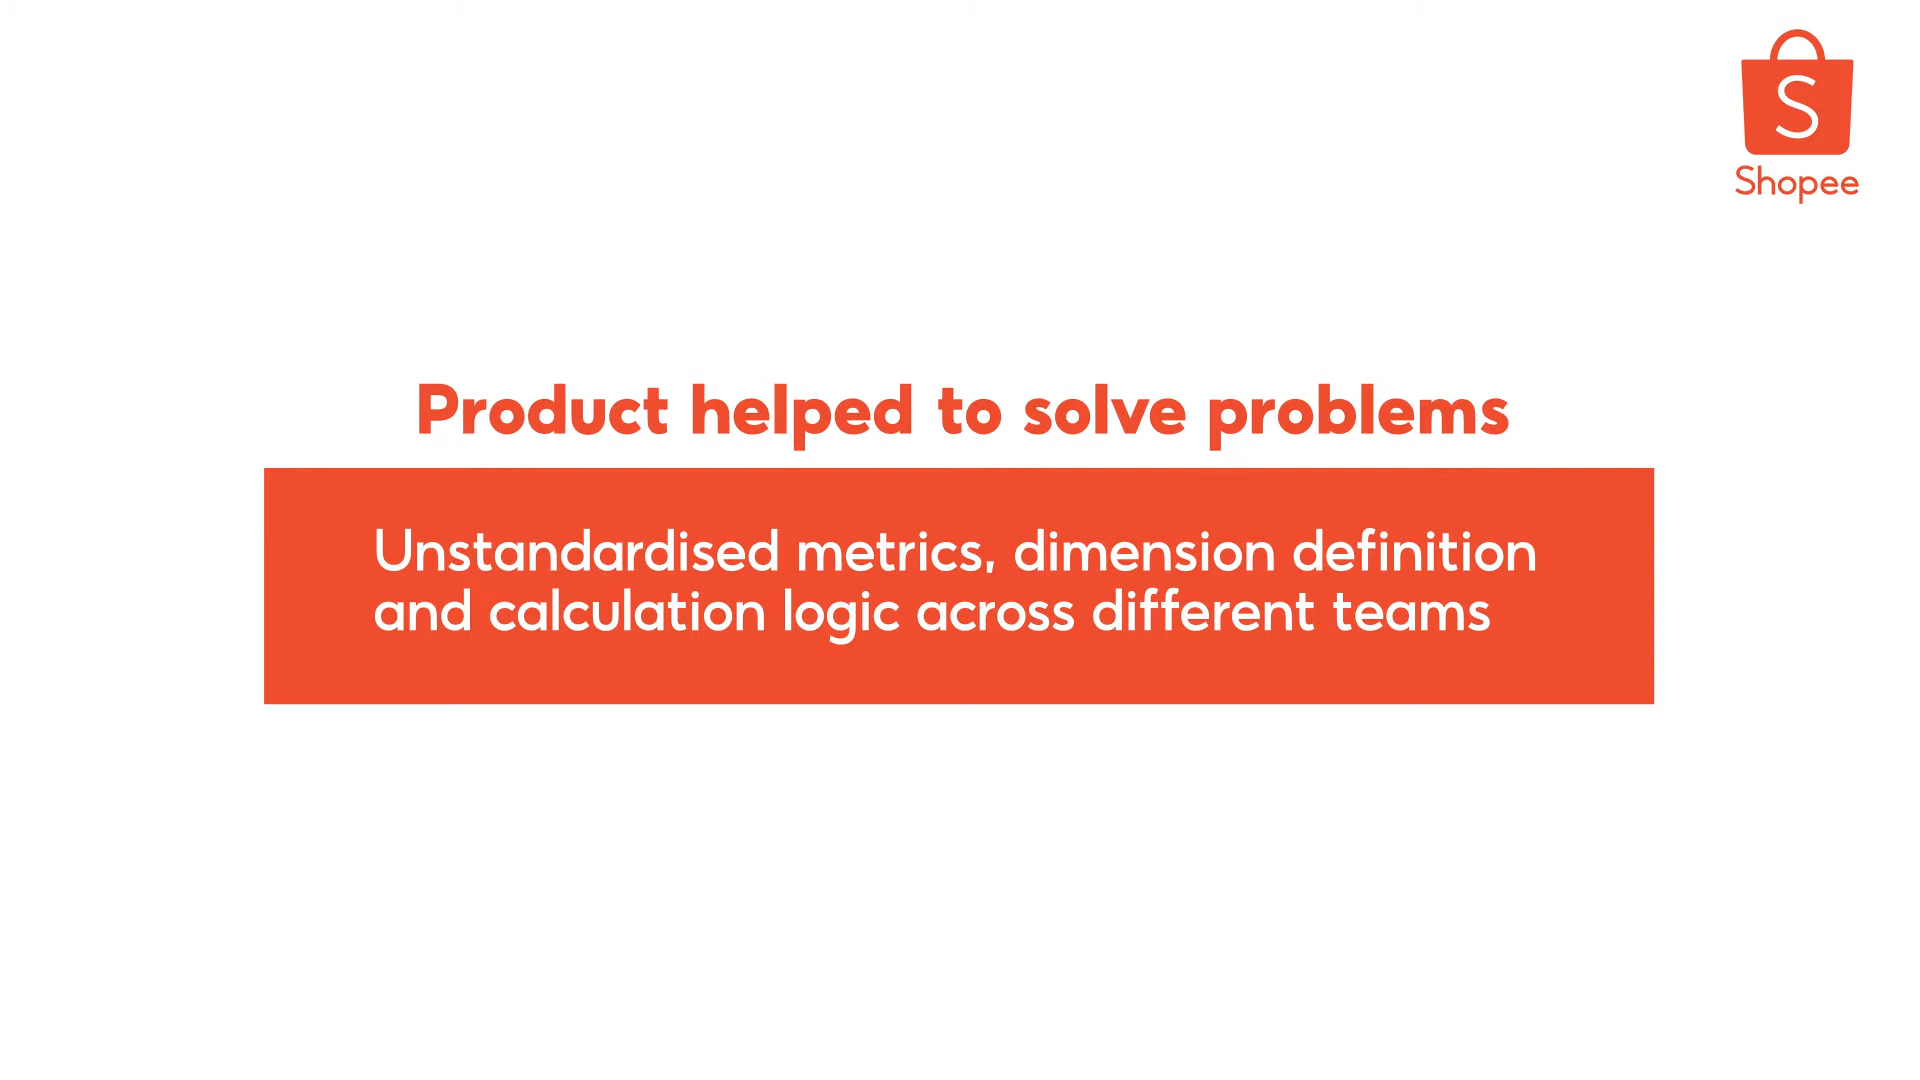 S
Shopee
Product helped to solve problems
Unstandardised metrics, dimension definition
and calculation logic across different teams